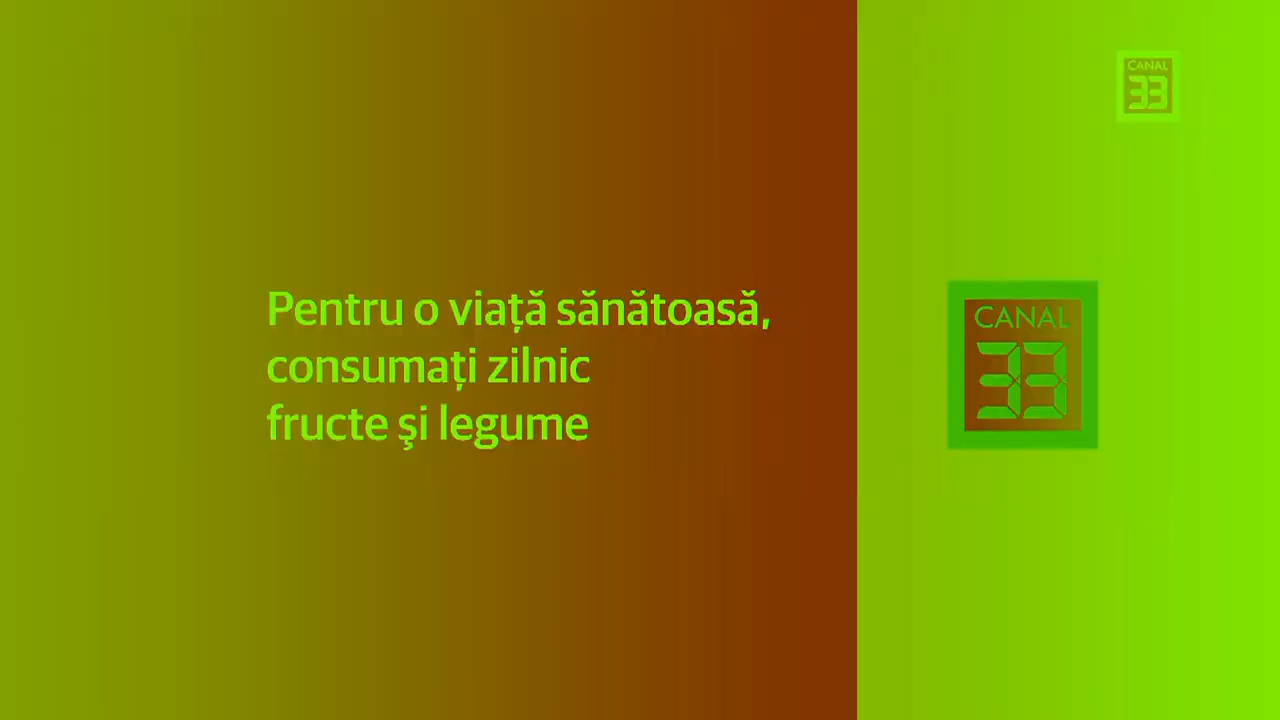 CANAL
33
Pentru o viață sănătoasă,
consumați zilnic
fructe şi legume
CANAL
33